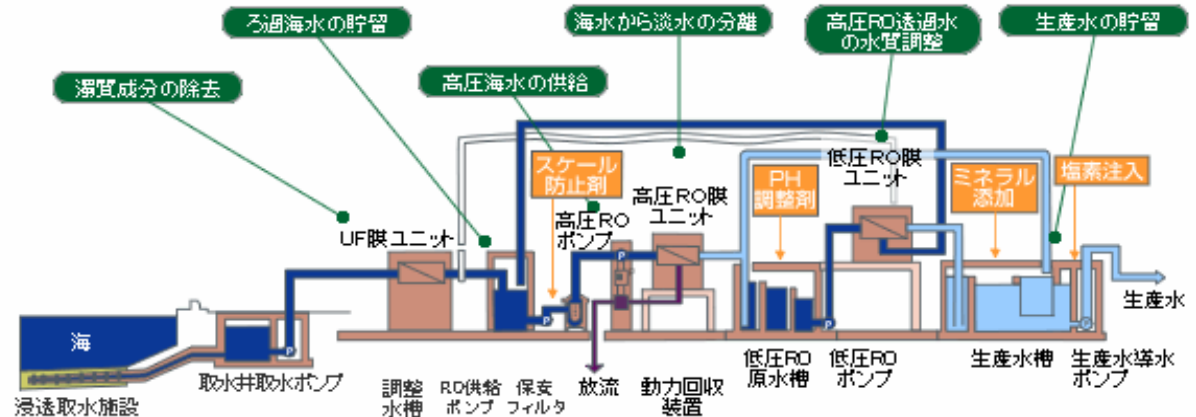 ろ過海水の貯留
海水から淡水の分離
高圧RO透過水
の水質調整
生産水の貯留
濁質成分の除去
高圧海水の供給
スケール
防止剤
高圧RO
ポンプ
高圧RO膜
ユニット
PH
調整剤
低圧RO膜
ユニット
ミネラル
添加
塩素注入
UF膜ユニット
P
P
P
P
P
海
生産水
取水井取水ポンプ
浸透取水施設
調整
水槽
RO供給
ポンプ
保安
フィルタ
放流
動力回収
装置
低圧RO
原水槽
低圧RO
ポンプ
生産水槽
生産水導水
ポンプ